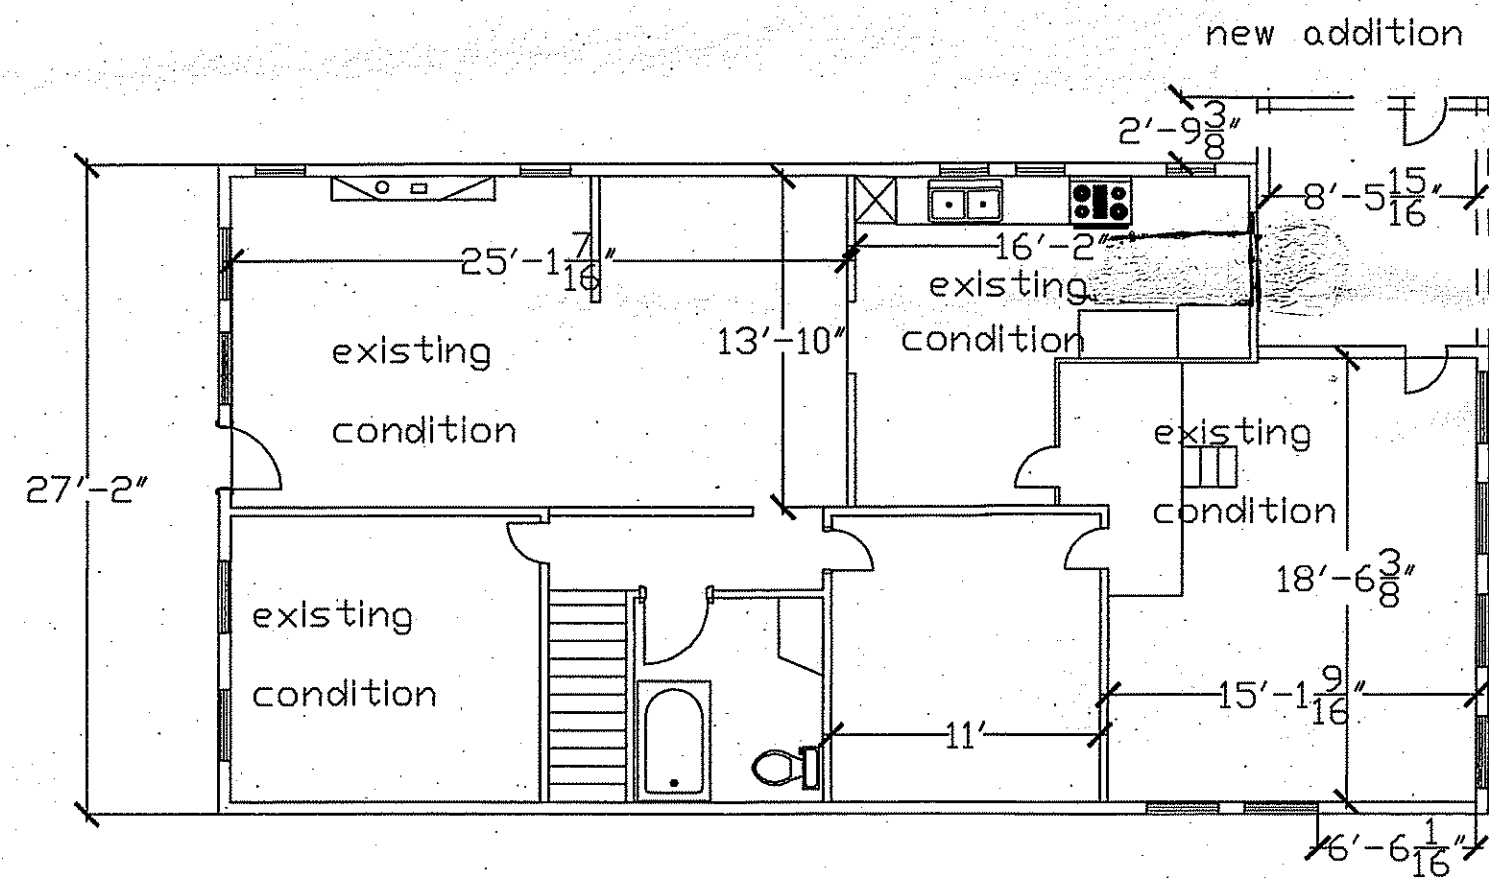 new addition
2'-9 3/8"
8'-5 15/16"
25'-1 7/16"
16'-2"
existing
condition
13'-10"
existing
condition
existing
condition
27'-2"
18'-6 3/8"
existing
condition
15'-1 9/16"
11'
6'-6 1/16"